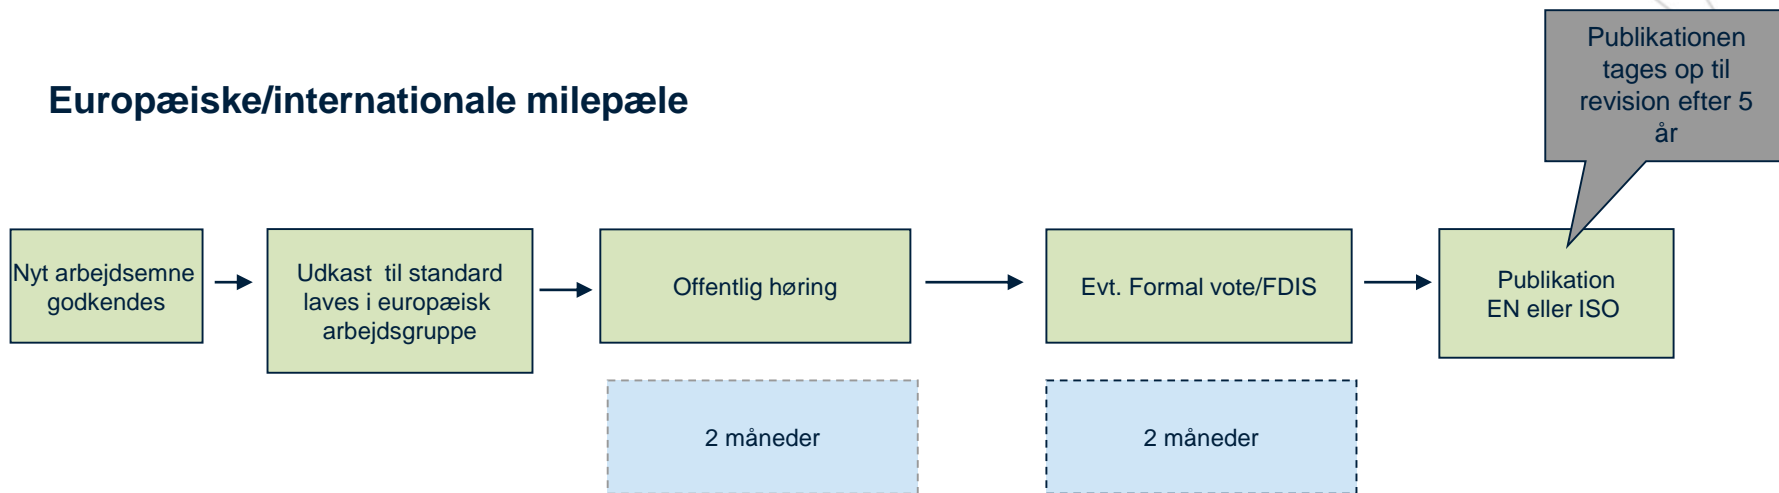 Publikationen
tages op til
revision efter 5
år
Europæiske/internationale milepæle
Nyt arbejdsemne
godkendes
Udkast  til standard
laves i europæisk
arbejdsgruppe
Offentlig høring
Evt. Formal vote/FDIS
Publikation
EN eller ISO
2 måneder
2 måneder